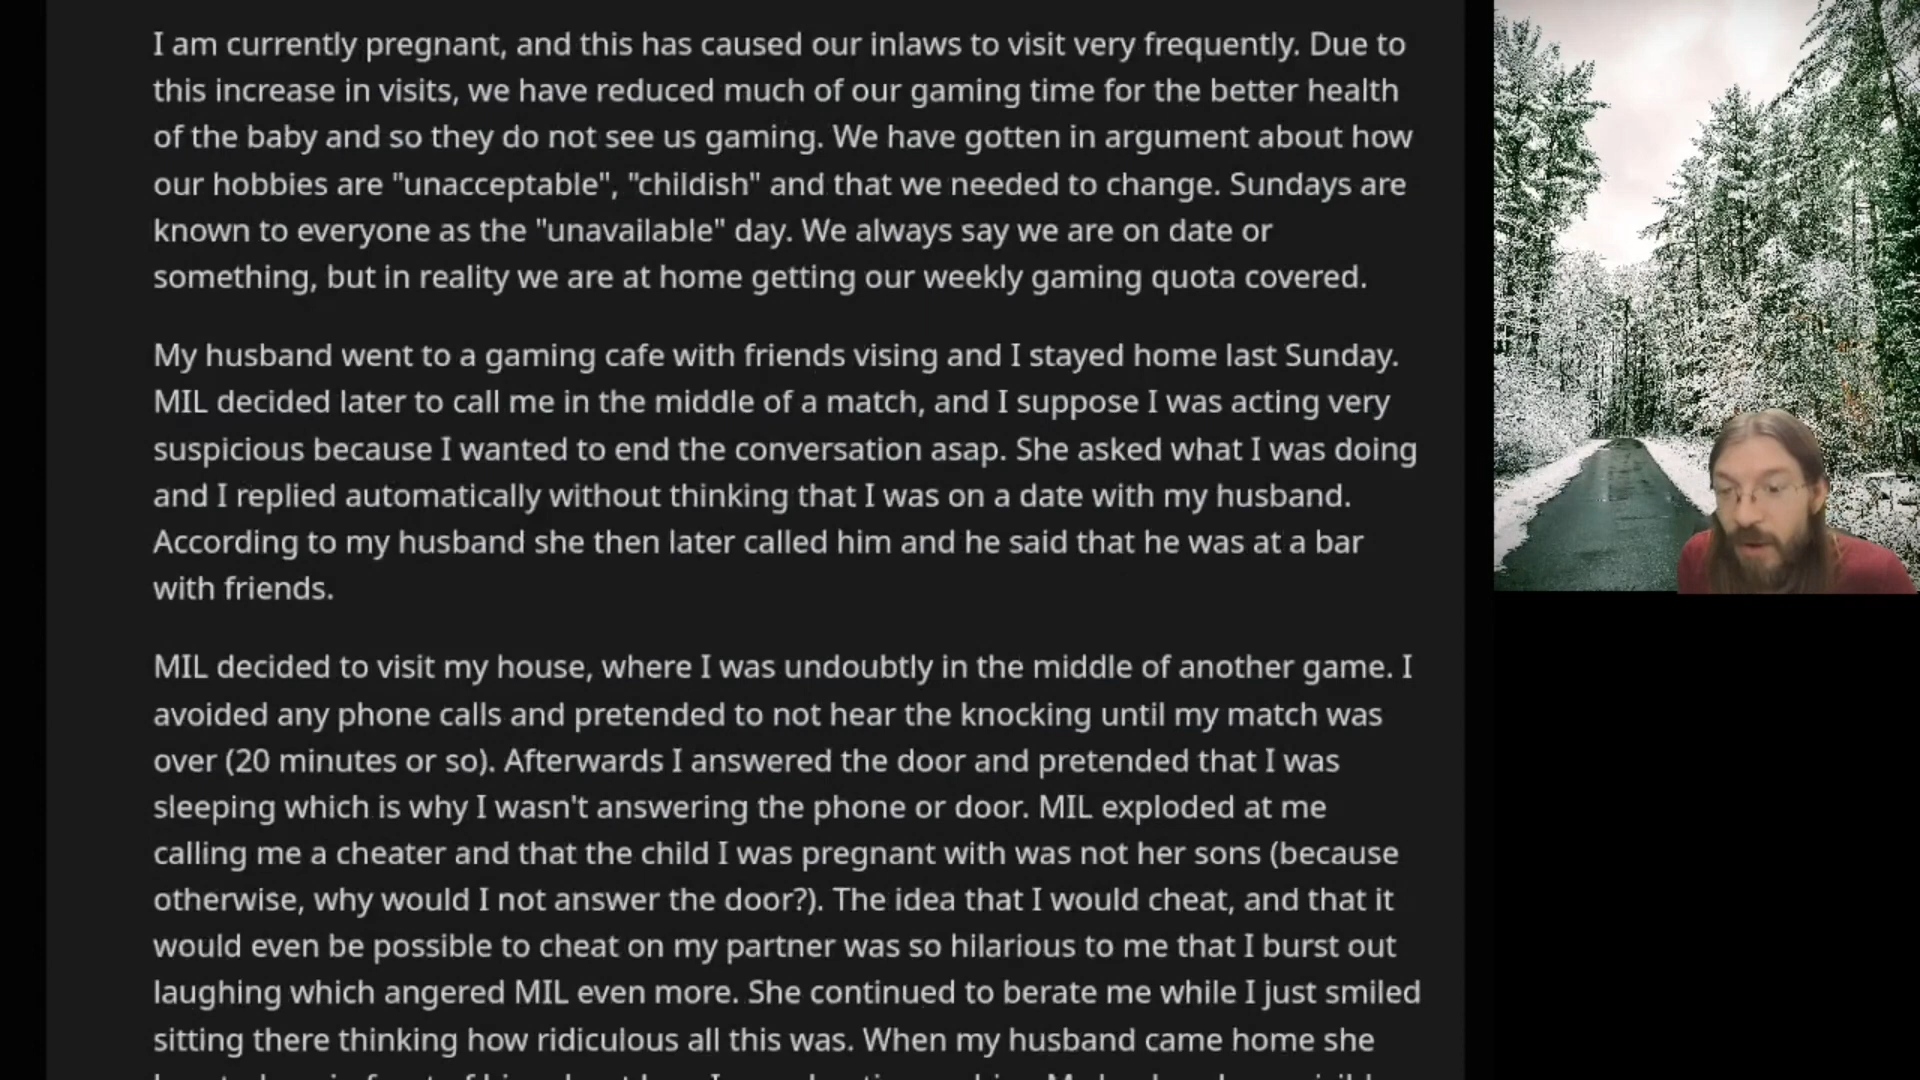 I am currently pregnant, and this has caused our inlaws to visit very frequently. Due to
this increase in visits, we have reduced much of our gaming time for the better health
of the baby and so they do not see us gaming. We have gotten in argument about how
our hobbies are "unacceptable", "childish" and that we needed to change. Sundays are
known to everyone as the "unavailable" day. We always say we are on date or
something, but in reality we are at home getting our weekly gaming quota covered.
My husband went to a gaming cafe with friends vising and I stayed home last Sunday.
MIL decided later to call me in the middle of a match, and I suppose I was acting very
suspicious because I wanted to end the conversation asap. She asked what I was doing
and I replied automatically without thinking that I was on a date with my husband.
According to my husband she then later called him and he said that he was at a bar
with friends.
MIL decided to visit my house, where I was undoubtly in the middle of another game. I
avoided any phone calls and pretended to not hear the knocking until my match was
over (20 minutes or so). Afterwards I answered the door and pretended that I was
sleeping which is why I wasn't answering the phone or door. MIL exploded at me
calling me a cheater and that the child I was pregnant with was not her sons (because
otherwise, why would I not answer the door?). The idea that I would cheat, and that it
would even be possible to cheat on my partner was so hilarious to me that I burst out
laughing which angered MIL even more. She continued to berate me while I just smiled
sitting there thinking how ridiculous all this was. When my husband came home she